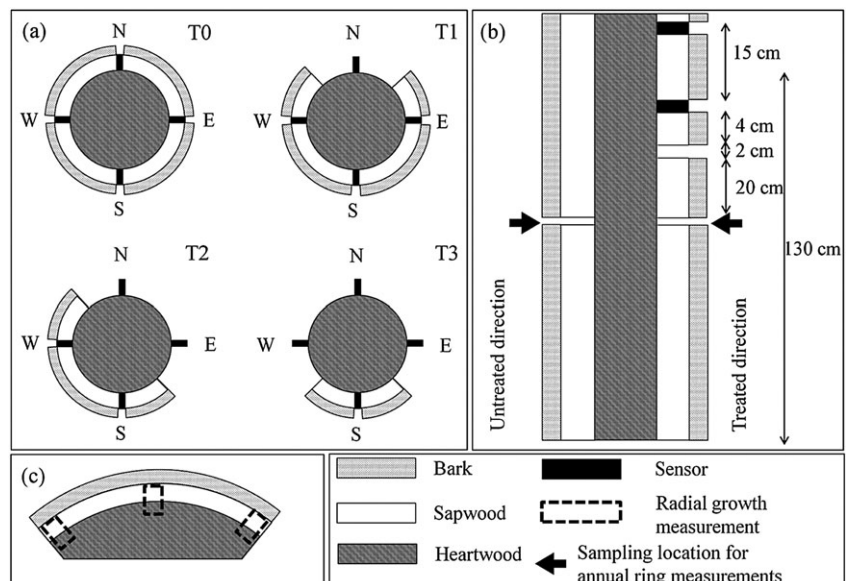 (a)
N
T0
W
E
S
N
T1
W
E
S
N
T2
W
S
E
N
T3
W
E
S
(b)
15 cm
4 cm
2 cm
20 cm
130 cm
Untreated direction
Treated direction
(c)
Bark
Sapwood
Heartwood
Sensor
Radial growth
measurement
Sampling location for
annual ring measurements